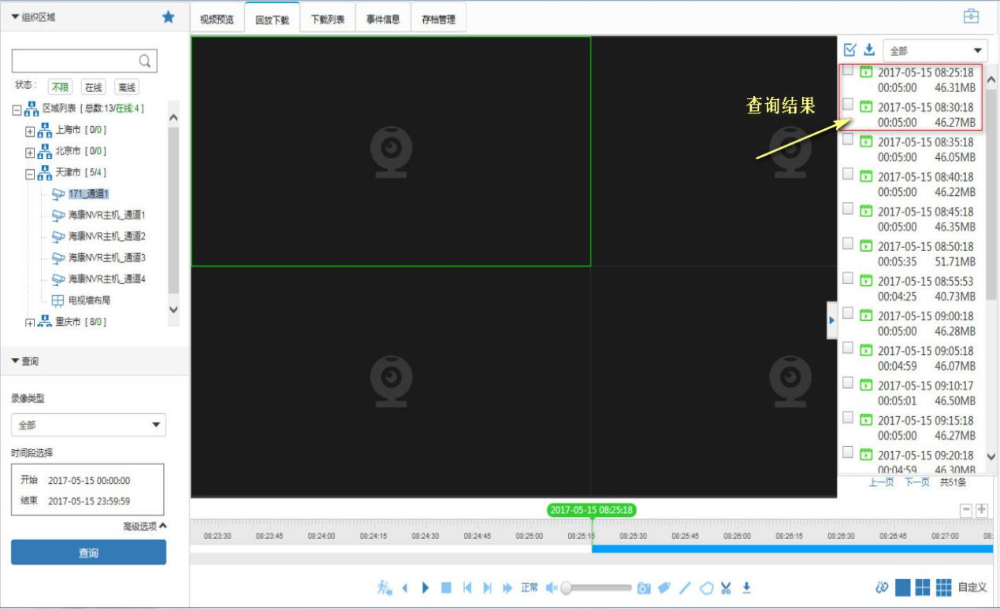 组织区域
视频预览 回放下载 下载列表 事件信息 存档管理
状态： 不限 在线 离线
区域列表 [ 总数:13/在线:4 ]
上海市 [ 0/0 ]
北京市 [ 0/0 ]
天津市 [ 5/4 ]
171_通道1
海康NVR主机_通道1
海康NVR主机_通道2
海康NVR主机_通道3
海康NVR主机_通道4
电视墙布局
重庆市 [ 8/0 ]
查询
录像类型
全部
时间段选择
开始 2017-05-15 00:00:00
结束 2017-05-15 23:59:59
高级选项
查询
查询结果
全部
2017-05-15 08:25:18
00:05:00 46.31MB
2017-05-15 08:30:18
00:05:00 46.27MB
2017-05-15 08:35:18
00:05:00 46.05MB
2017-05-15 08:40:18
00:05:00 46.22MB
2017-05-15 08:45:18
00:05:00 46.35MB
2017-05-15 08:50:18
00:05:35 51.71MB
2017-05-15 08:55:53
00:04:25 40.73MB
2017-05-15 09:00:18
00:05:00 46.28MB
2017-05-15 09:05:18
00:04:59 46.07MB
2017-05-15 09:10:17
00:05:01 46.50MB
2017-05-15 09:15:18
00:05:00 46.27MB
2017-05-15 09:20:18
00:04:59 46.30MB
上一页 下一页 共51条
2017-05-15 08:25:18
08:23:30 08:23:45 08:24:00 08:24:15 08:24:30 08:24:45 08:25:00 08:25:15 08:25:30 08:25:45 08:26:00 08:26:15 08:26:30 08:26:45 08:27:00 08:
正常
自定义